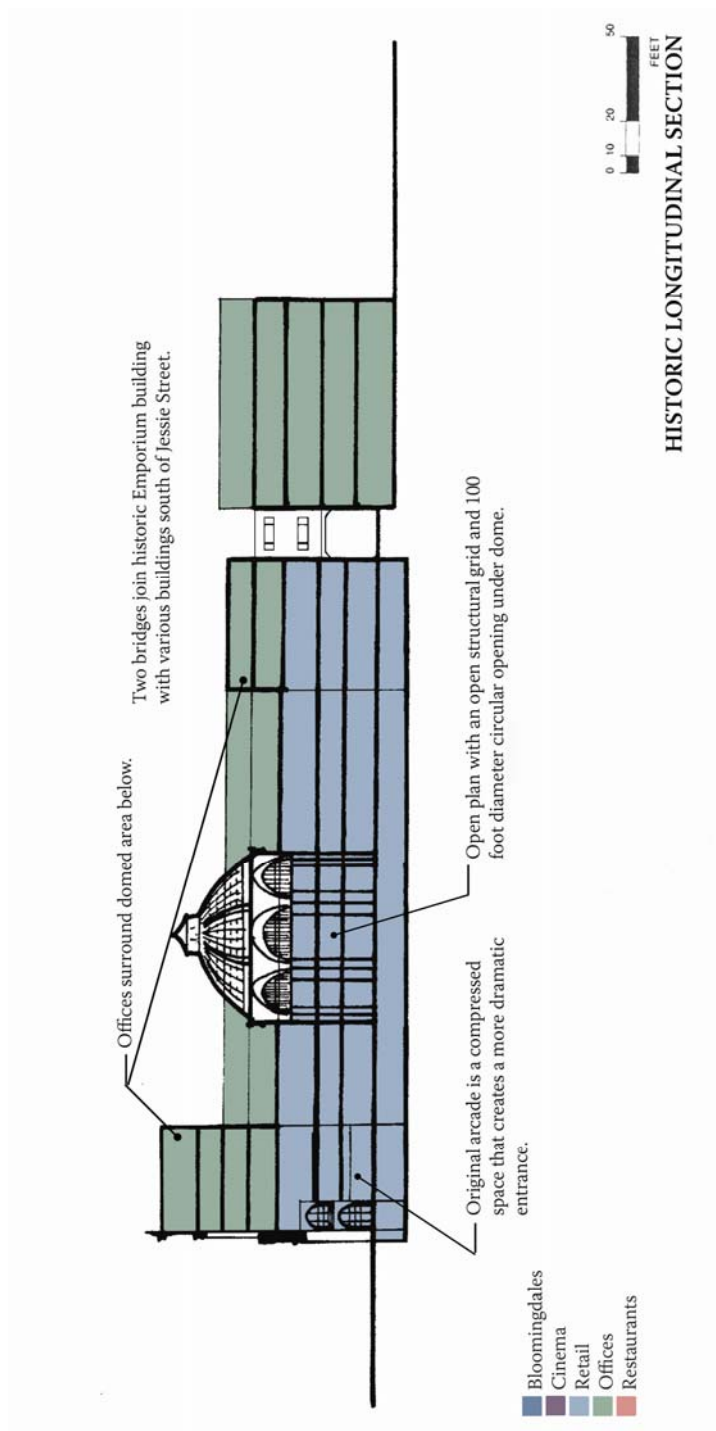 Offices surround domed area below.
Two bridges join historic Emporium building
with various buildings south of Jessie Street.
Original arcade is a compressed
space that creates a more dramatic
entrance.
Open plan with an open structural grid and 100
foot diameter circular opening under dome.
Bloomingdales
Cinema
Retail
Offices
Restaurants
0 10 20 50
FEET
HISTORIC LONGITUDINAL SECTION